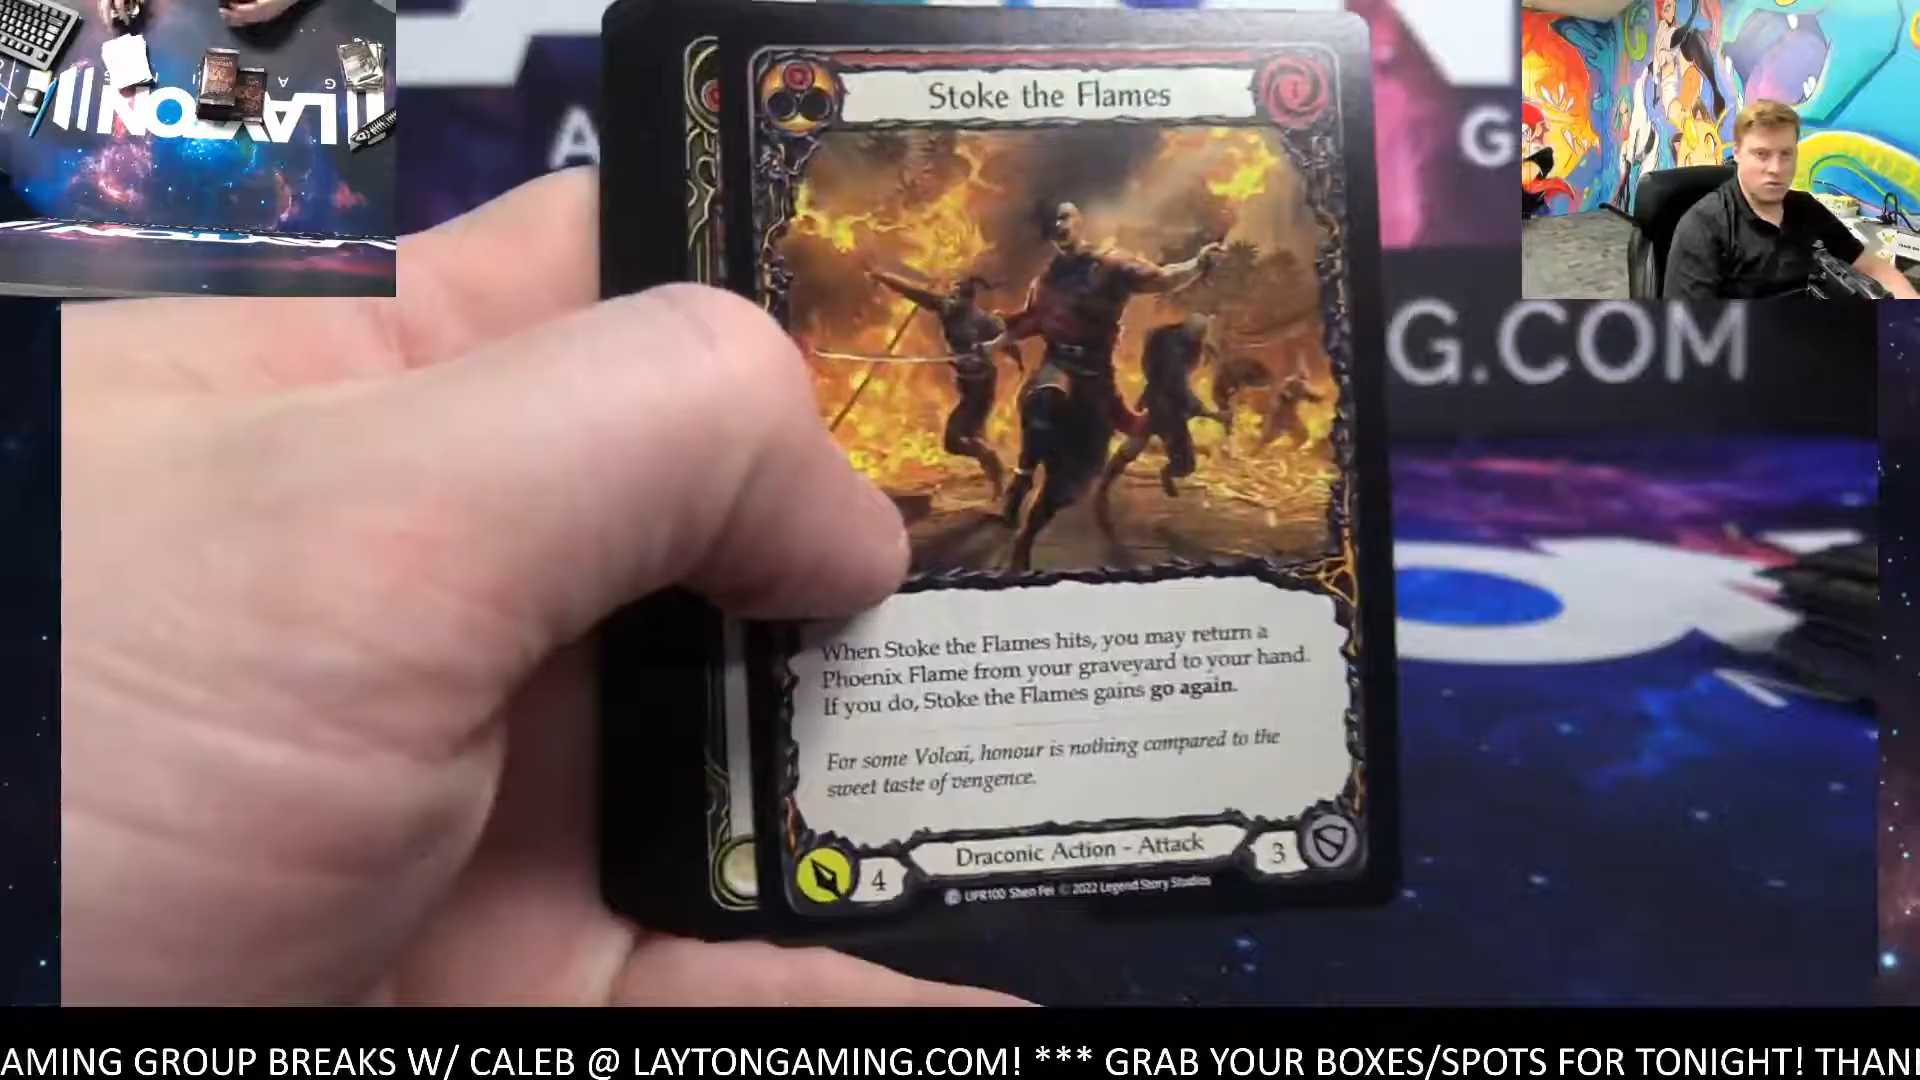 Stoke the Flames
1
A
G
G.COM
When Stoke the Flames hits, you may return a
Phoenix Flame from your graveyard to your hand.
If you do, Stoke the Flames gains go again.
For some Volcai, honour is nothing compared to the
sweet taste of vengence.
Draconic Action - Attack
4
3
UPR100 Shen Fei © 2022 Legend Story Studios
AMING GROUP BREAKS W/ CALEB @ LAYTONGAMING.COM! *** GRAB YOUR BOXES/SPOTS FOR TONIGHT! THAN